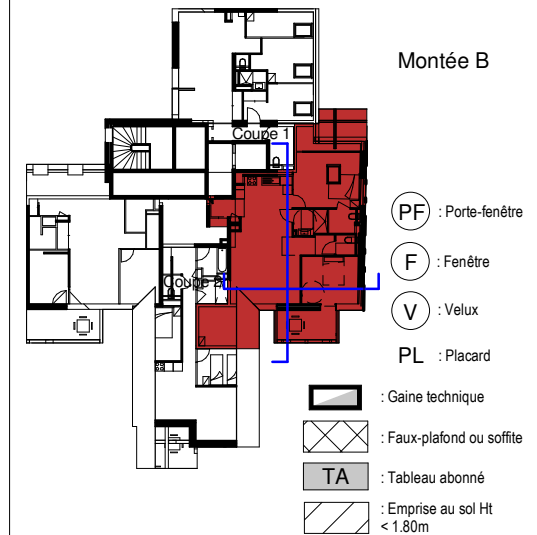 Montée B
Coupe 1
Coupe 2
PF : Porte-fenêtre
F : Fenêtre
V : Velux
PL : Placard
: Gaine technique
: Faux-plafond ou soffite
TA : Tableau abonné
: Emprise au sol Ht
< 1.80m